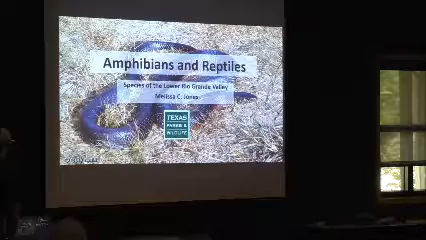 Amphibians and Reptiles
Species of the Lower Rio Grande Valley
Melissa C. Jones
TEXAS
PARKS &
WILDLIFE